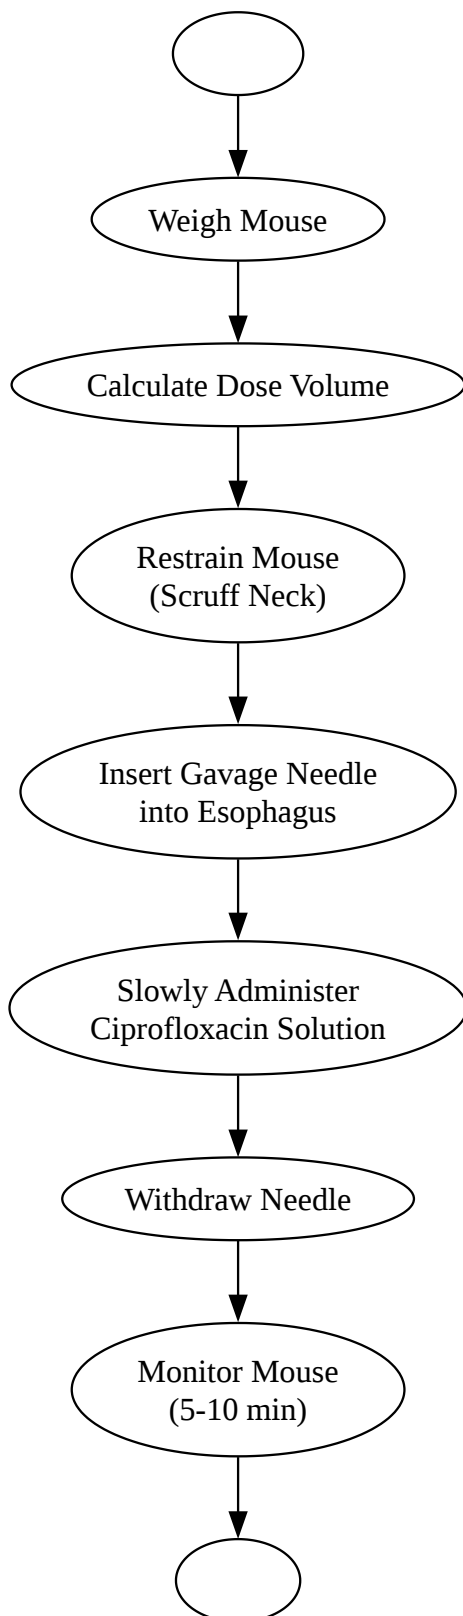 Weigh Mouse
Calculate Dose Volume
Restrain Mouse
(Scruff Neck)
Insert Gavage Needle
into Esophagus
Slowly Administer
Ciprofloxacin Solution
Withdraw Needle
Monitor Mouse
(5-10 min)